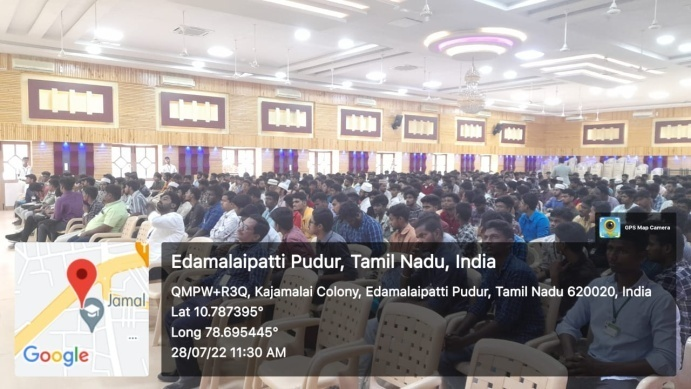 GPS Map Camera
Edamalaipatti Pudur, Tamil Nadu, India
QMPW+R3Q, Kajamalai Colony, Edamalaipatti Pudur, Tamil Nadu 620020, India
Lat 10.787395°
Long 78.695445°
28/07/22 11:30 AM
Jamal
Google